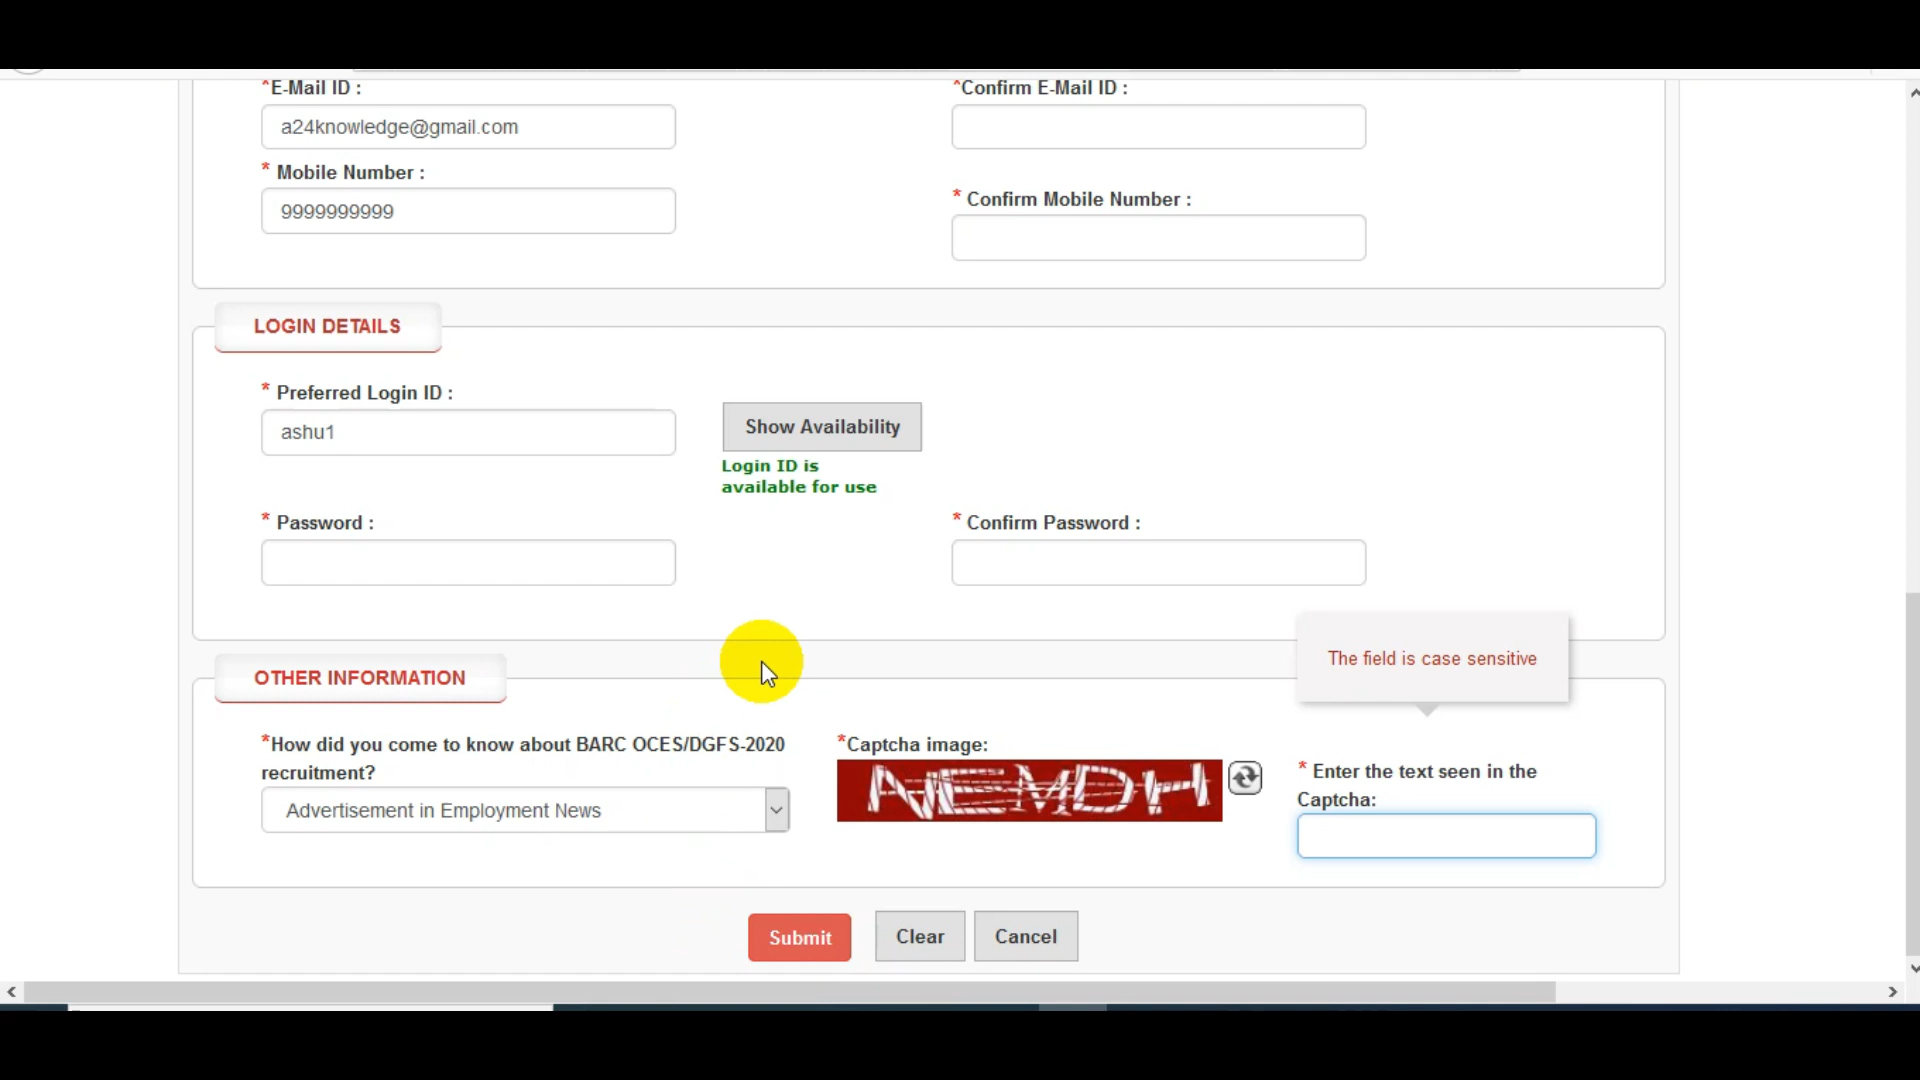 *E-Mail ID :
*Confirm E-Mail ID :
a24knowledge@gmail.com
* Mobile Number :
* Confirm Mobile Number :
9999999999
LOGIN DETAILS
* Preferred Login ID :
ashu1
Show Availability
Login ID is
available for use
* Password :
* Confirm Password :
The field is case sensitive
OTHER INFORMATION
*How did you come to know about BARC OCES/DGFS-2020
recruitment?
Advertisement in Employment News
*Captcha image:
* Enter the text seen in the
Captcha:
Submit
Clear
Cancel